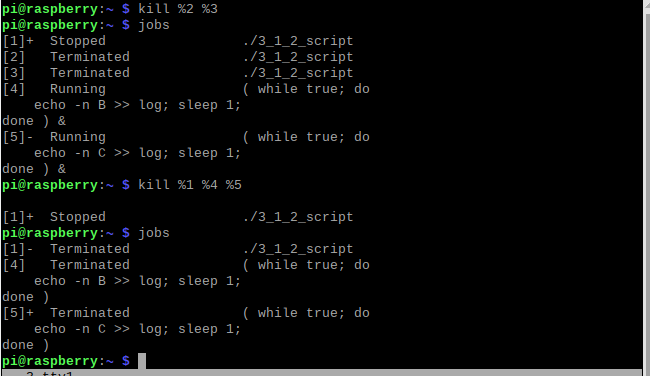 pi@raspberry:~ $ kill %2 %3
pi@raspberry:~ $ jobs
[1]+  Stopped                 ./3_1_2_script
[2]   Terminated              ./3_1_2_script
[3]   Terminated              ./3_1_2_script
[4]   Running                 ( while true; do
    echo -n B >> log; sleep 1;
done ) &
[5]-  Running                 ( while true; do
    echo -n C >> log; sleep 1;
done ) &
pi@raspberry:~ $ kill %1 %4 %5

[1]+  Stopped                 ./3_1_2_script
pi@raspberry:~ $ jobs
[1]-  Terminated              ./3_1_2_script
[4]   Terminated              ( while true; do
    echo -n B >> log; sleep 1;
done )
[5]+  Terminated              ( while true; do
    echo -n C >> log; sleep 1;
done )
pi@raspberry:~ $